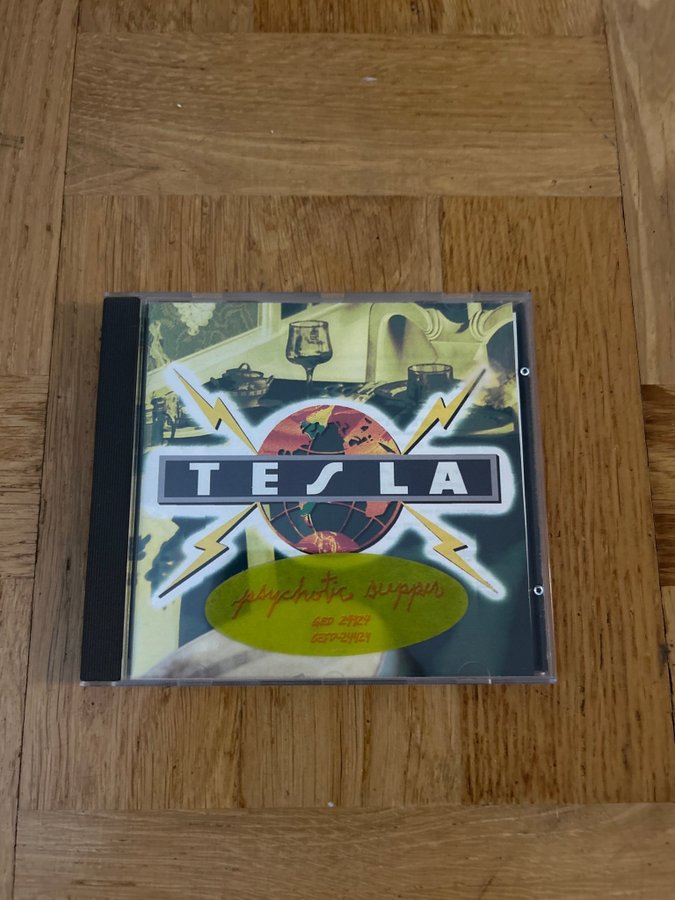 TESLA
psychotic supper
GED 24424
GEFD-24424